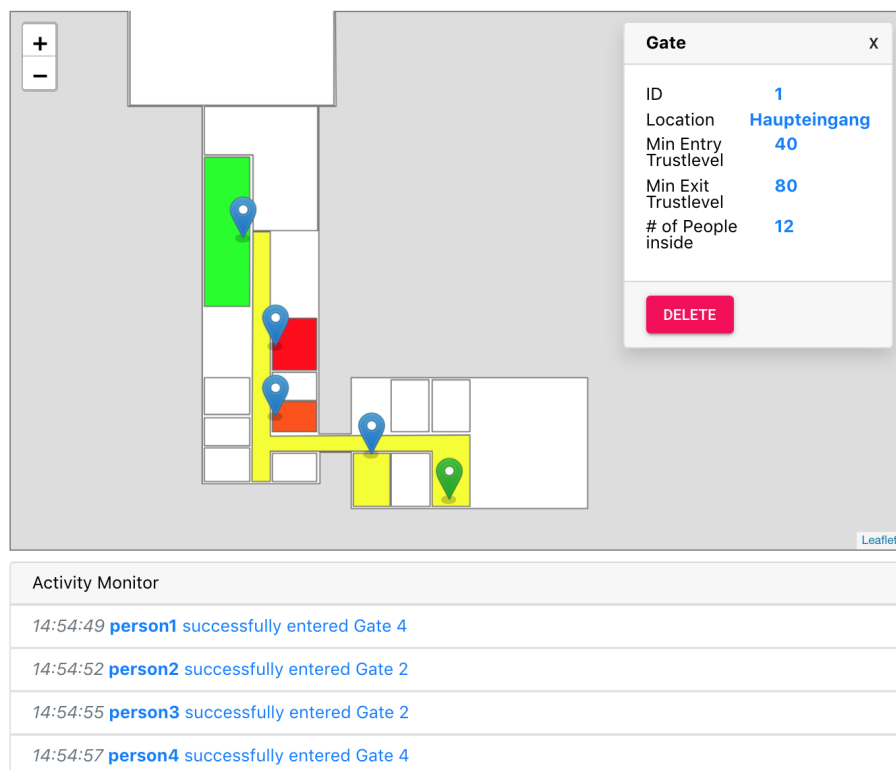 +
−
Gate X
ID 1
Location Haupteingang
Min Entry Trustlevel 40
Min Exit Trustlevel 80
# of People inside 12
DELETE
Leaflet
Activity Monitor
14:54:49 person1 successfully entered Gate 4
14:54:52 person2 successfully entered Gate 2
14:54:55 person3 successfully entered Gate 2
14:54:57 person4 successfully entered Gate 4